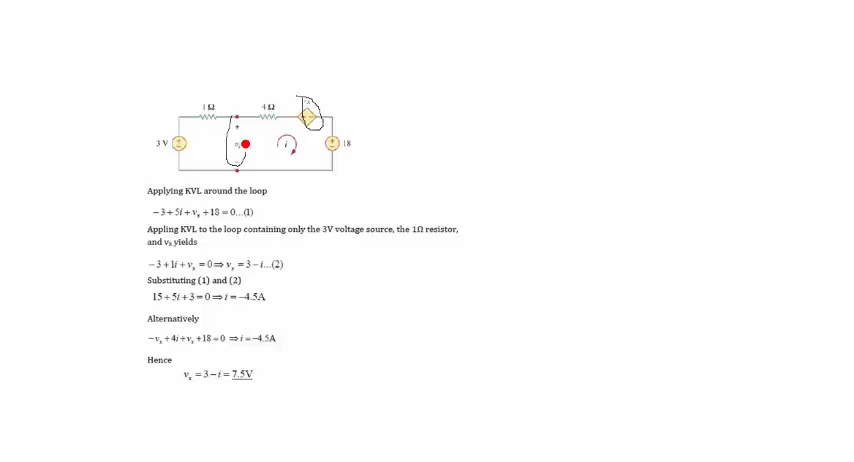 1 Ω 4 Ω
+
3 V i 18
Applying KVL around the loop
−3 + 5i + vx + 18 = 0...(1)
Appling KVL to the loop containing only the 3V voltage source, the 1Ω resistor,
and vx yields
−3 + 1i + vx = 0 ⇒ vx = 3 − i...(2)
Substituting (1) and (2)
15 + 5i + 3 = 0 ⇒ i = −4.5A
Alternatively
−vx + 4i + vx + 18 = 0 ⇒ i = −4.5A
Hence
vx = 3 − i = 7.5V